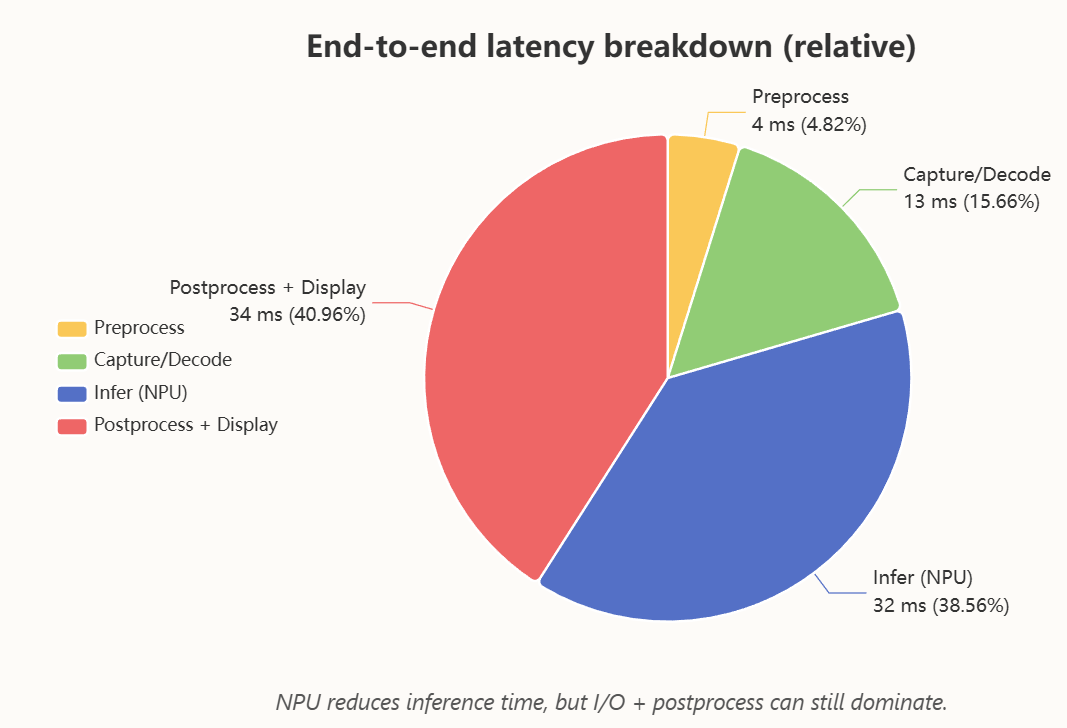 End-to-end latency breakdown (relative)
Preprocess
4 ms (4.82%)
Capture/Decode
13 ms (15.66%)
Postprocess + Display
34 ms (40.96%)
Preprocess
Capture/Decode
Infer (NPU)
Postprocess + Display
Infer (NPU)
32 ms (38.56%)
NPU reduces inference time, but I/O + postprocess can still dominate.